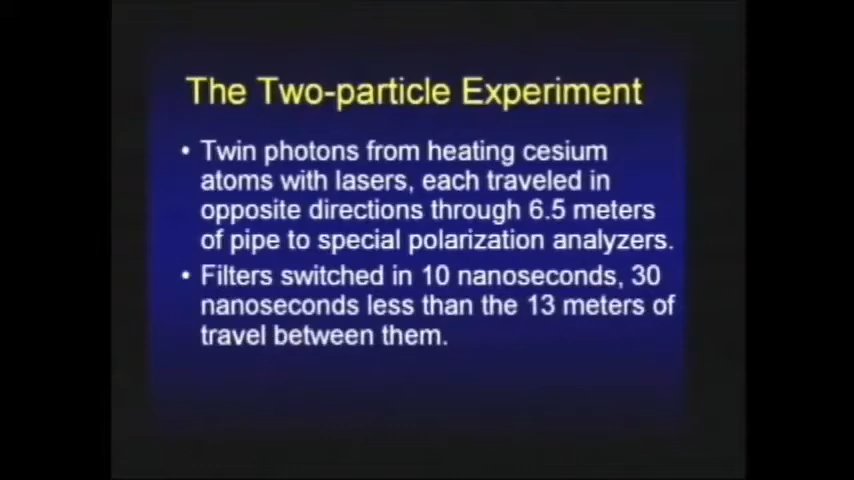 The Two-particle Experiment
• Twin photons from heating cesium
atoms with lasers, each traveled in
opposite directions through 6.5 meters
of pipe to special polarization analyzers.
• Filters switched in 10 nanoseconds, 30
nanoseconds less than the 13 meters of
travel between them.